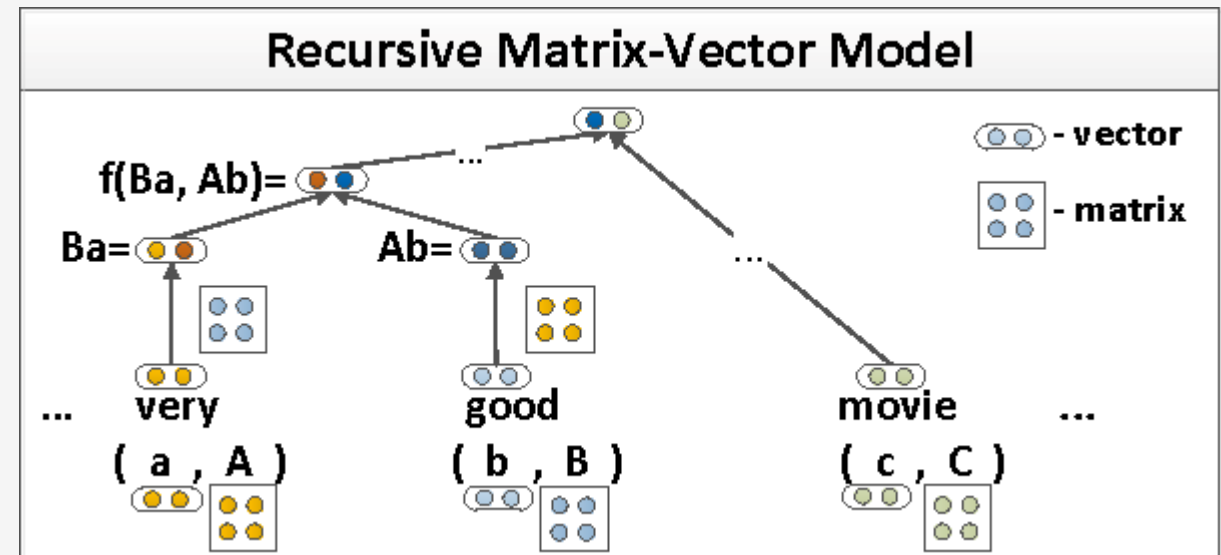 Recursive Matrix-Vector Model
... - vector
f(Ba, Ab)=
- matrix
Ba= Ab= ...
... very good movie ...
( a , A ) ( b , B ) ( c , C )